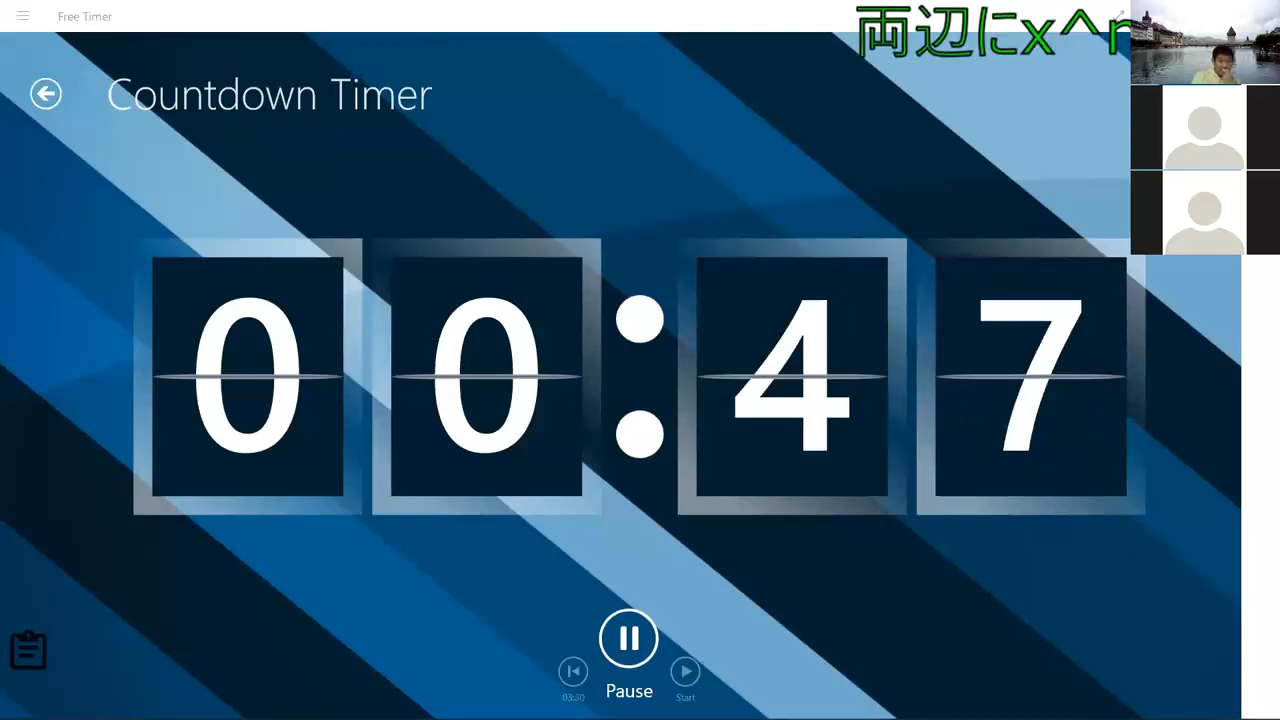 Free Timer
両辺にx^r
Countdown Timer
00:47
03:30
Pause
Start